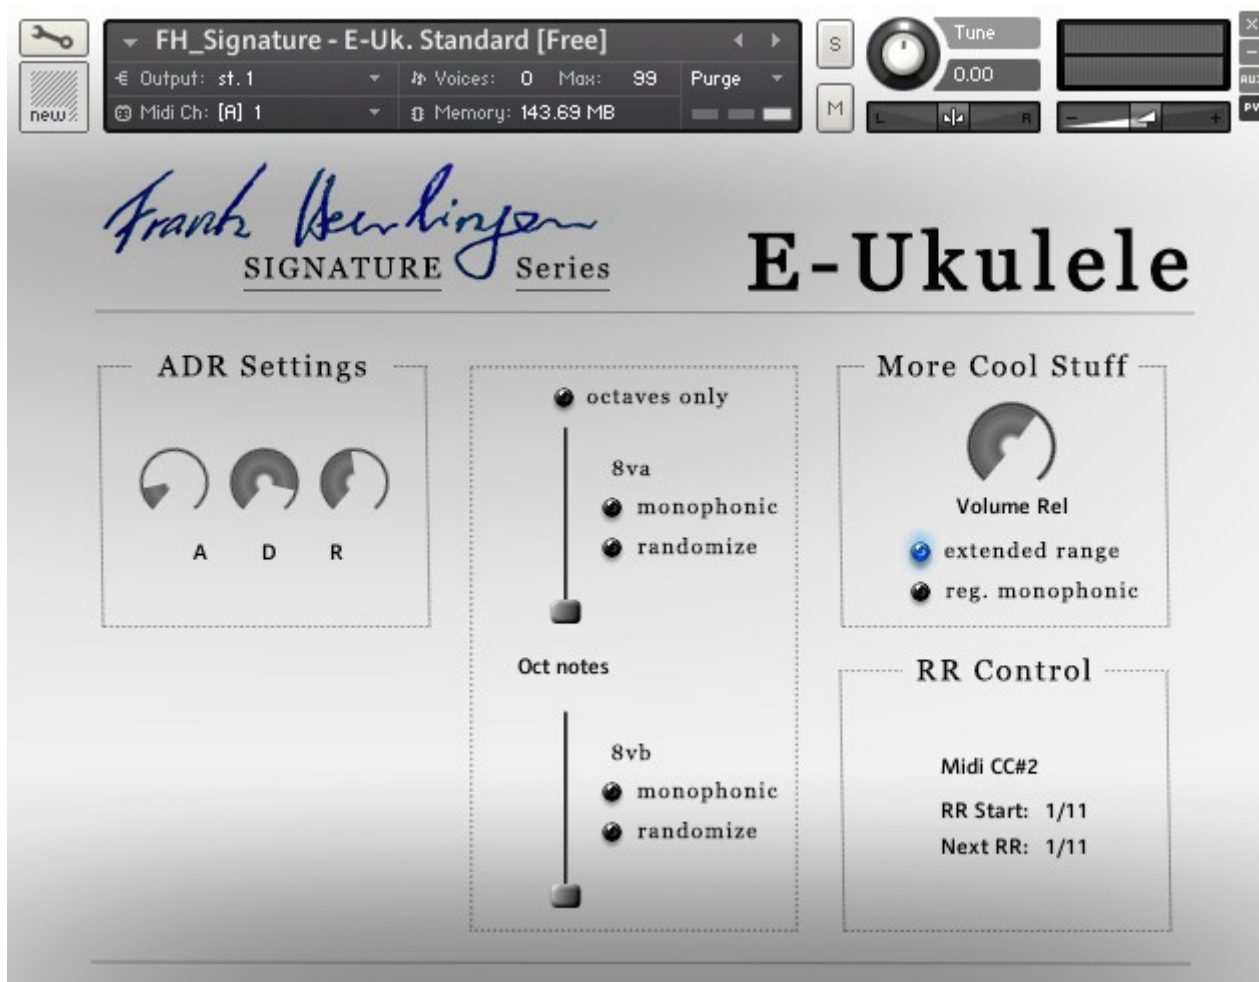 FH_Signature - E-Uk. Standard [Free]
Output: st. 1
Voices: 0 Max: 99
Purge
Midi Ch: [A] 1
Memory: 143.69 MB
new
S
M
Tune
0.00
L
R
-
+
×
-
AUX
PV
Frank
SIGNATURE Series
E-Ukulele
ADR Settings
A D R
octaves only
8va
monophonic
randomize
Oct notes
8vb
monophonic
randomize
More Cool Stuff
Volume Rel
extended range
reg. monophonic
RR Control
Midi CC#2
RR Start: 1/11
Next RR: 1/11